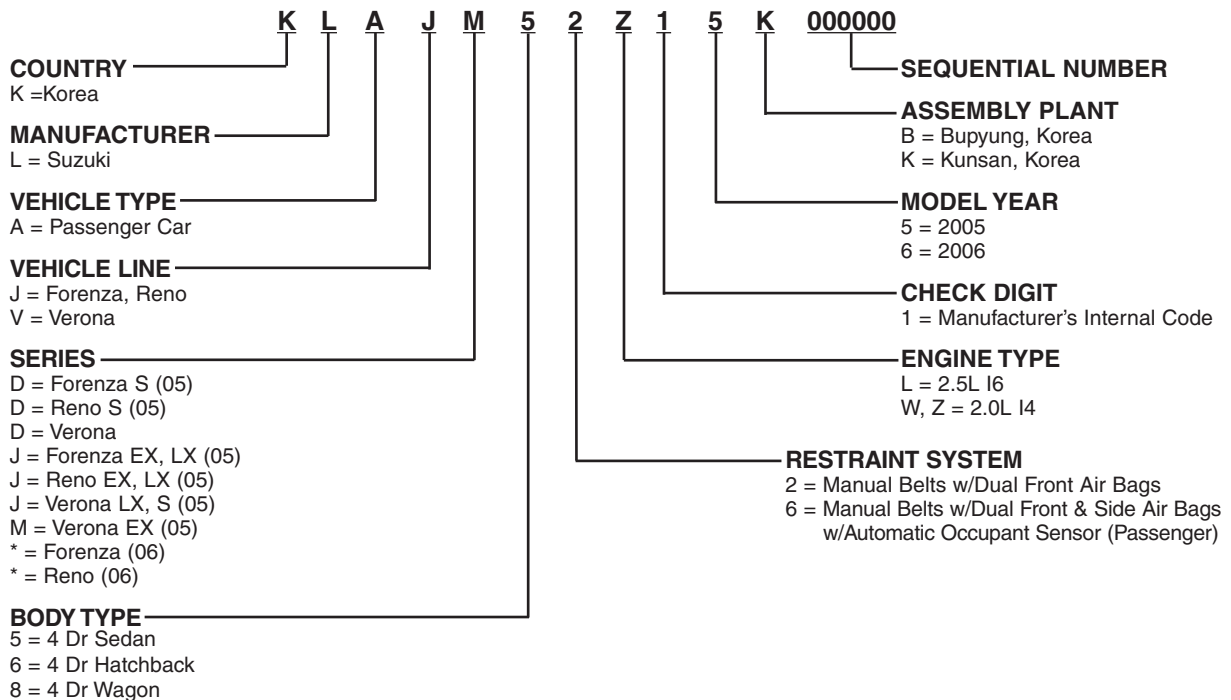 K L A J M 5 2 Z 1 5 K 000000
COUNTRY
K =Korea
MANUFACTURER
L = Suzuki
VEHICLE TYPE
A = Passenger Car
VEHICLE LINE
J = Forenza, Reno
V = Verona
SERIES
D = Forenza S (05)
D = Reno S (05)
D = Verona
J = Forenza EX, LX (05)
J = Reno EX, LX (05)
J = Verona LX, S (05)
M = Verona EX (05)
* = Forenza (06)
* = Reno (06)
BODY TYPE
5 = 4 Dr Sedan
6 = 4 Dr Hatchback
8 = 4 Dr Wagon
SEQUENTIAL NUMBER
ASSEMBLY PLANT
B = Bupyung, Korea
K = Kunsan, Korea
MODEL YEAR
5 = 2005
6 = 2006
CHECK DIGIT
1 = Manufacturer's Internal Code
ENGINE TYPE
L = 2.5L I6
W, Z = 2.0L I4
RESTRAINT SYSTEM
2 = Manual Belts w/Dual Front Air Bags
6 = Manual Belts w/Dual Front & Side Air Bags
w/Automatic Occupant Sensor (Passenger)